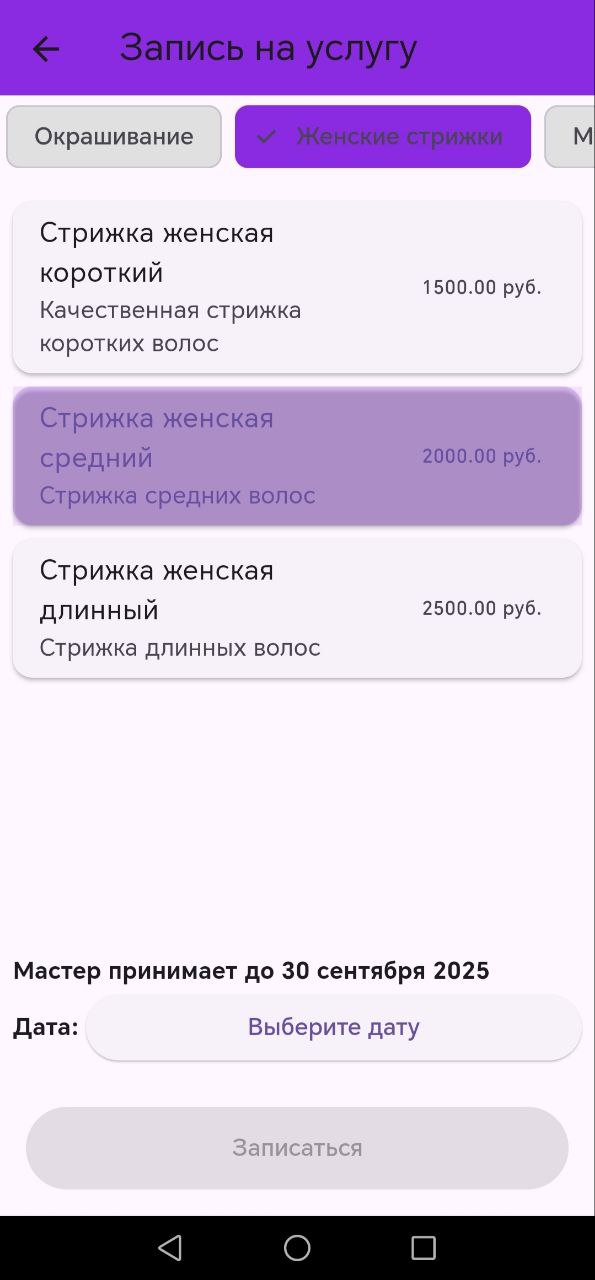 Запись на услугу
Окрашивание
Женские стрижки
М
Стрижка женская
короткий
Качественная стрижка
коротких волос
1500.00 руб.
Стрижка женская
средний
Стрижка средних волос
2000.00 руб.
Стрижка женская
длинный
Стрижка длинных волос
2500.00 руб.
Мастер принимает до 30 сентября 2025
Дата:
Выберите дату
Записаться